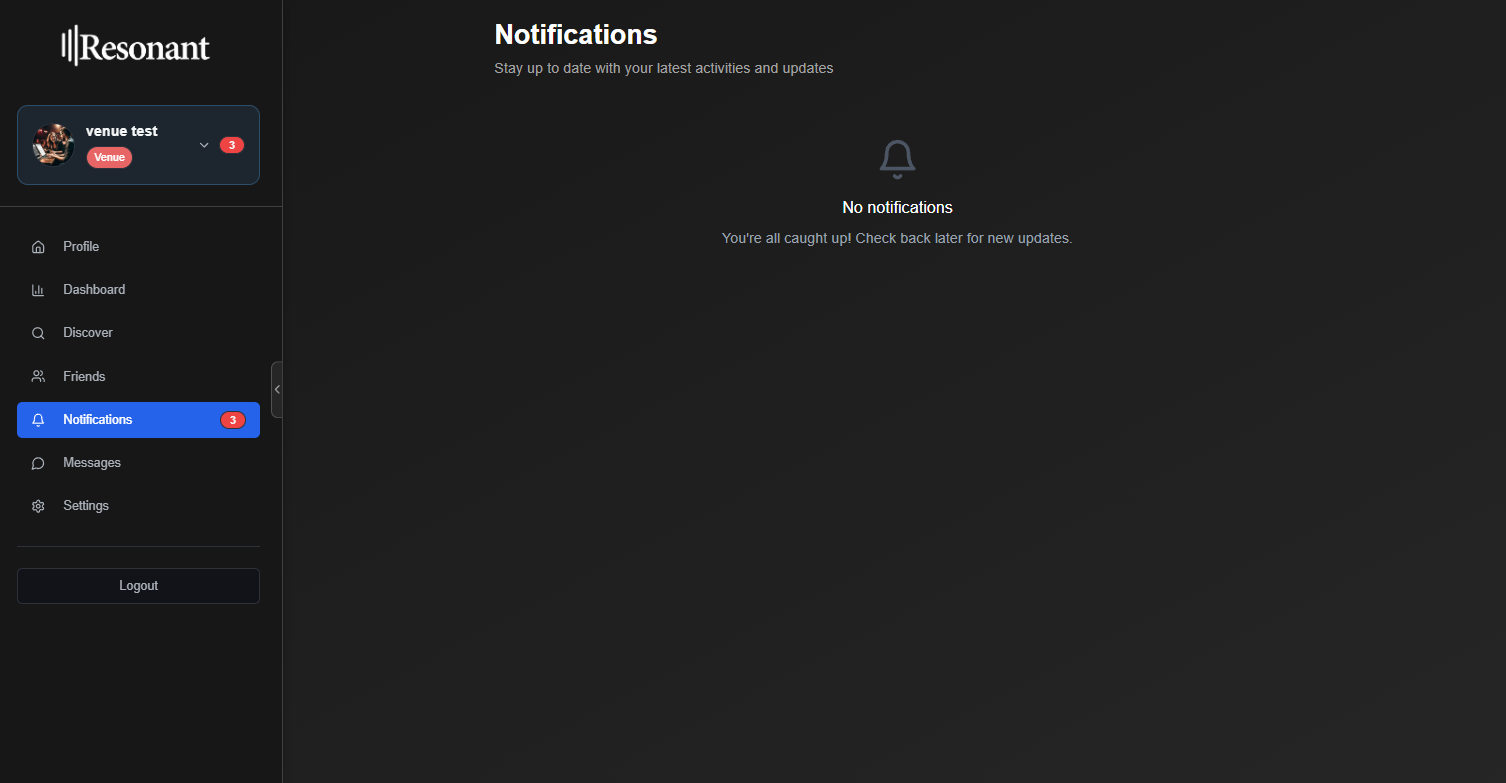 Resonant
venue test
Venue
3
Profile
Dashboard
Discover
Friends
Notifications
3
Messages
Settings
Logout
Notifications
Stay up to date with your latest activities and updates
No notifications
You're all caught up! Check back later for new updates.